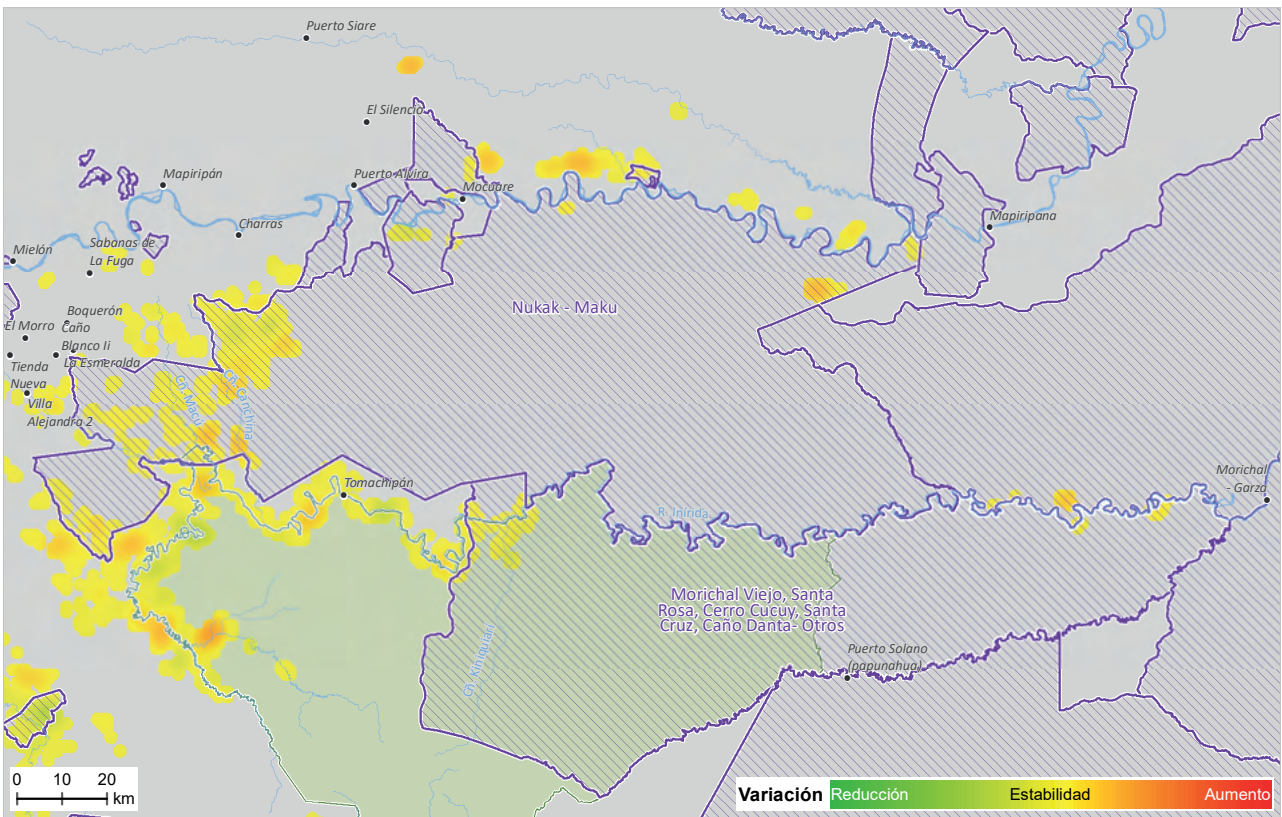 Puerto Siare
El Silencio
Mapiripán
Puerto Alvira
Mocuare
Charras
Mapiripana
Mielón
Sabanas de
La Fuga
Nukak - Maku
Boquerón
El Morro
Caño
Blanco Ii
La Esmeralda
Tienda
Nueva
Villa
Alejandra 2
Cñ. Macú
Cñ. Canchina
Tomachipán
Morichal
- Garza
R. Inírida
Morichal Viejo, Santa
Rosa, Cerro Cucuy, Santa
Cruz, Caño Danta- Otros
Cñ. Kiniquiari
Puerto Solano
(papunahua)
0 10 20
km
Variación Reducción Estabilidad Aumento